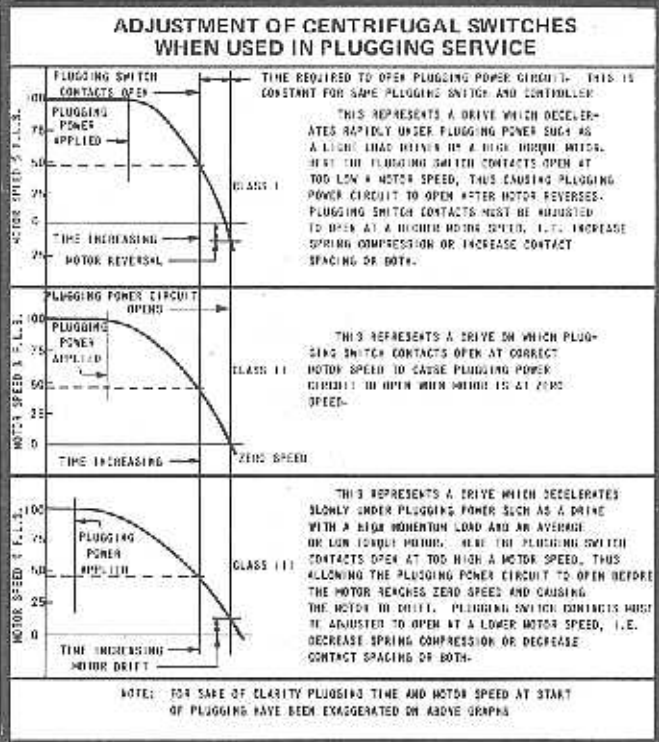 ADJUSTMENT OF CENTRIFUGAL SWITCHES
WHEN USED IN PLUGGING SERVICE
PLUGGING SWITCH
CONTACTS OPEN
TIME REQUIRED TO OPEN PLUGGING POWER CIRCUIT. THIS IS
CONSTANT FOR SAME PLUGGING SWITCH AND CONTROLLER
MOTOR SPEED % F.L.S.
100
75
50
25
0
25
PLUGGING
POWER
APPLIED
CLASS I
TIME INCREASING
MOTOR REVERSAL
THIS REPRESENTS A DRIVE WHICH DECELER-
ATES RAPIDLY UNDER PLUGGING POWER SUCH AS
A LIGHT LOAD DRIVEN BY A HIGH TORQUE MOTOR.
HERE THE PLUGGING SWITCH CONTACTS OPEN AT
TOO LOW A MOTOR SPEED, THUS CAUSING PLUGGING
POWER CIRCUIT TO OPEN AFTER MOTOR REVERSES.
PLUGGING SWITCH CONTACTS MUST BE ADJUSTED
TO OPEN AT A HIGHER MOTOR SPEED, I.E. INCREASE
SPRING COMPRESSION OR INCREASE CONTACT
SPACING OR BOTH.
PLUGGING POWER CIRCUIT
OPENS
MOTOR SPEED % F.L.S.
100
75
50
25
0
PLUGGING
POWER
APPLIED
CLASS II
TIME INCREASING
ZERO SPEED
THIS REPRESENTS A DRIVE ON WHICH PLUG-
GING SWITCH CONTACTS OPEN AT CORRECT
MOTOR SPEED TO CAUSE PLUGGING POWER
CIRCUIT TO OPEN WHEN MOTOR IS AT ZERO
SPEED.
MOTOR SPEED % F.L.S.
100
75
50
25
0
PLUGGING
POWER
APPLIED
CLASS III
TIME INCREASING
MOTOR DRIFT
THIS REPRESENTS A DRIVE WHICH DECELERATES
SLOWLY UNDER PLUGGING POWER SUCH AS A DRIVE
WITH A HIGH MOMENTUM LOAD AND AN AVERAGE
OR LOW TORQUE MOTOR. HERE THE PLUGGING SWITCH
CONTACTS OPEN AT TOO HIGH A MOTOR SPEED, THUS
ALLOWING THE PLUGGING POWER CIRCUIT TO OPEN BEFORE
THE MOTOR REACHES ZERO SPEED AND CAUSING
THE MOTOR TO DRIFT. PLUGGING SWITCH CONTACTS MUST
BE ADJUSTED TO OPEN AT A LOWER MOTOR SPEED, I.E.
DECREASE SPRING COMPRESSION OR DECREASE
CONTACT SPACING OR BOTH.
NOTE: FOR SAKE OF CLARITY PLUGGING TIME AND MOTOR SPEED AT START
OF PLUGGING HAVE BEEN EXAGGERATED ON ABOVE GRAPHS